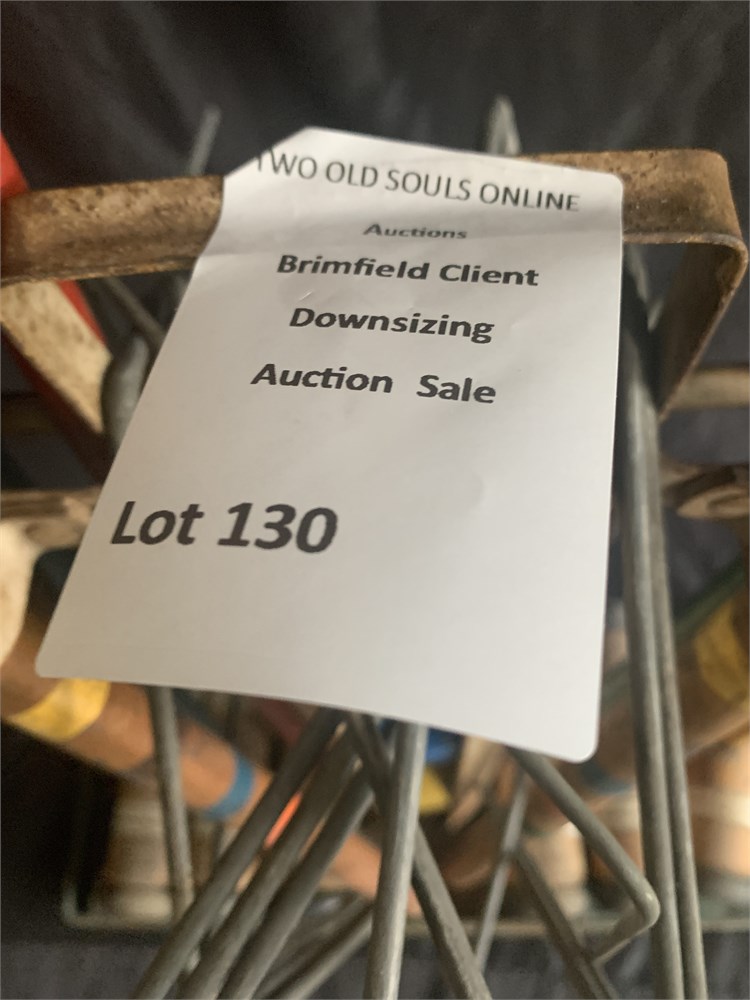 TWO OLD SOULS ONLINE
Auctions
Brimfield Client
Downsizing
Auction Sale
Lot 130